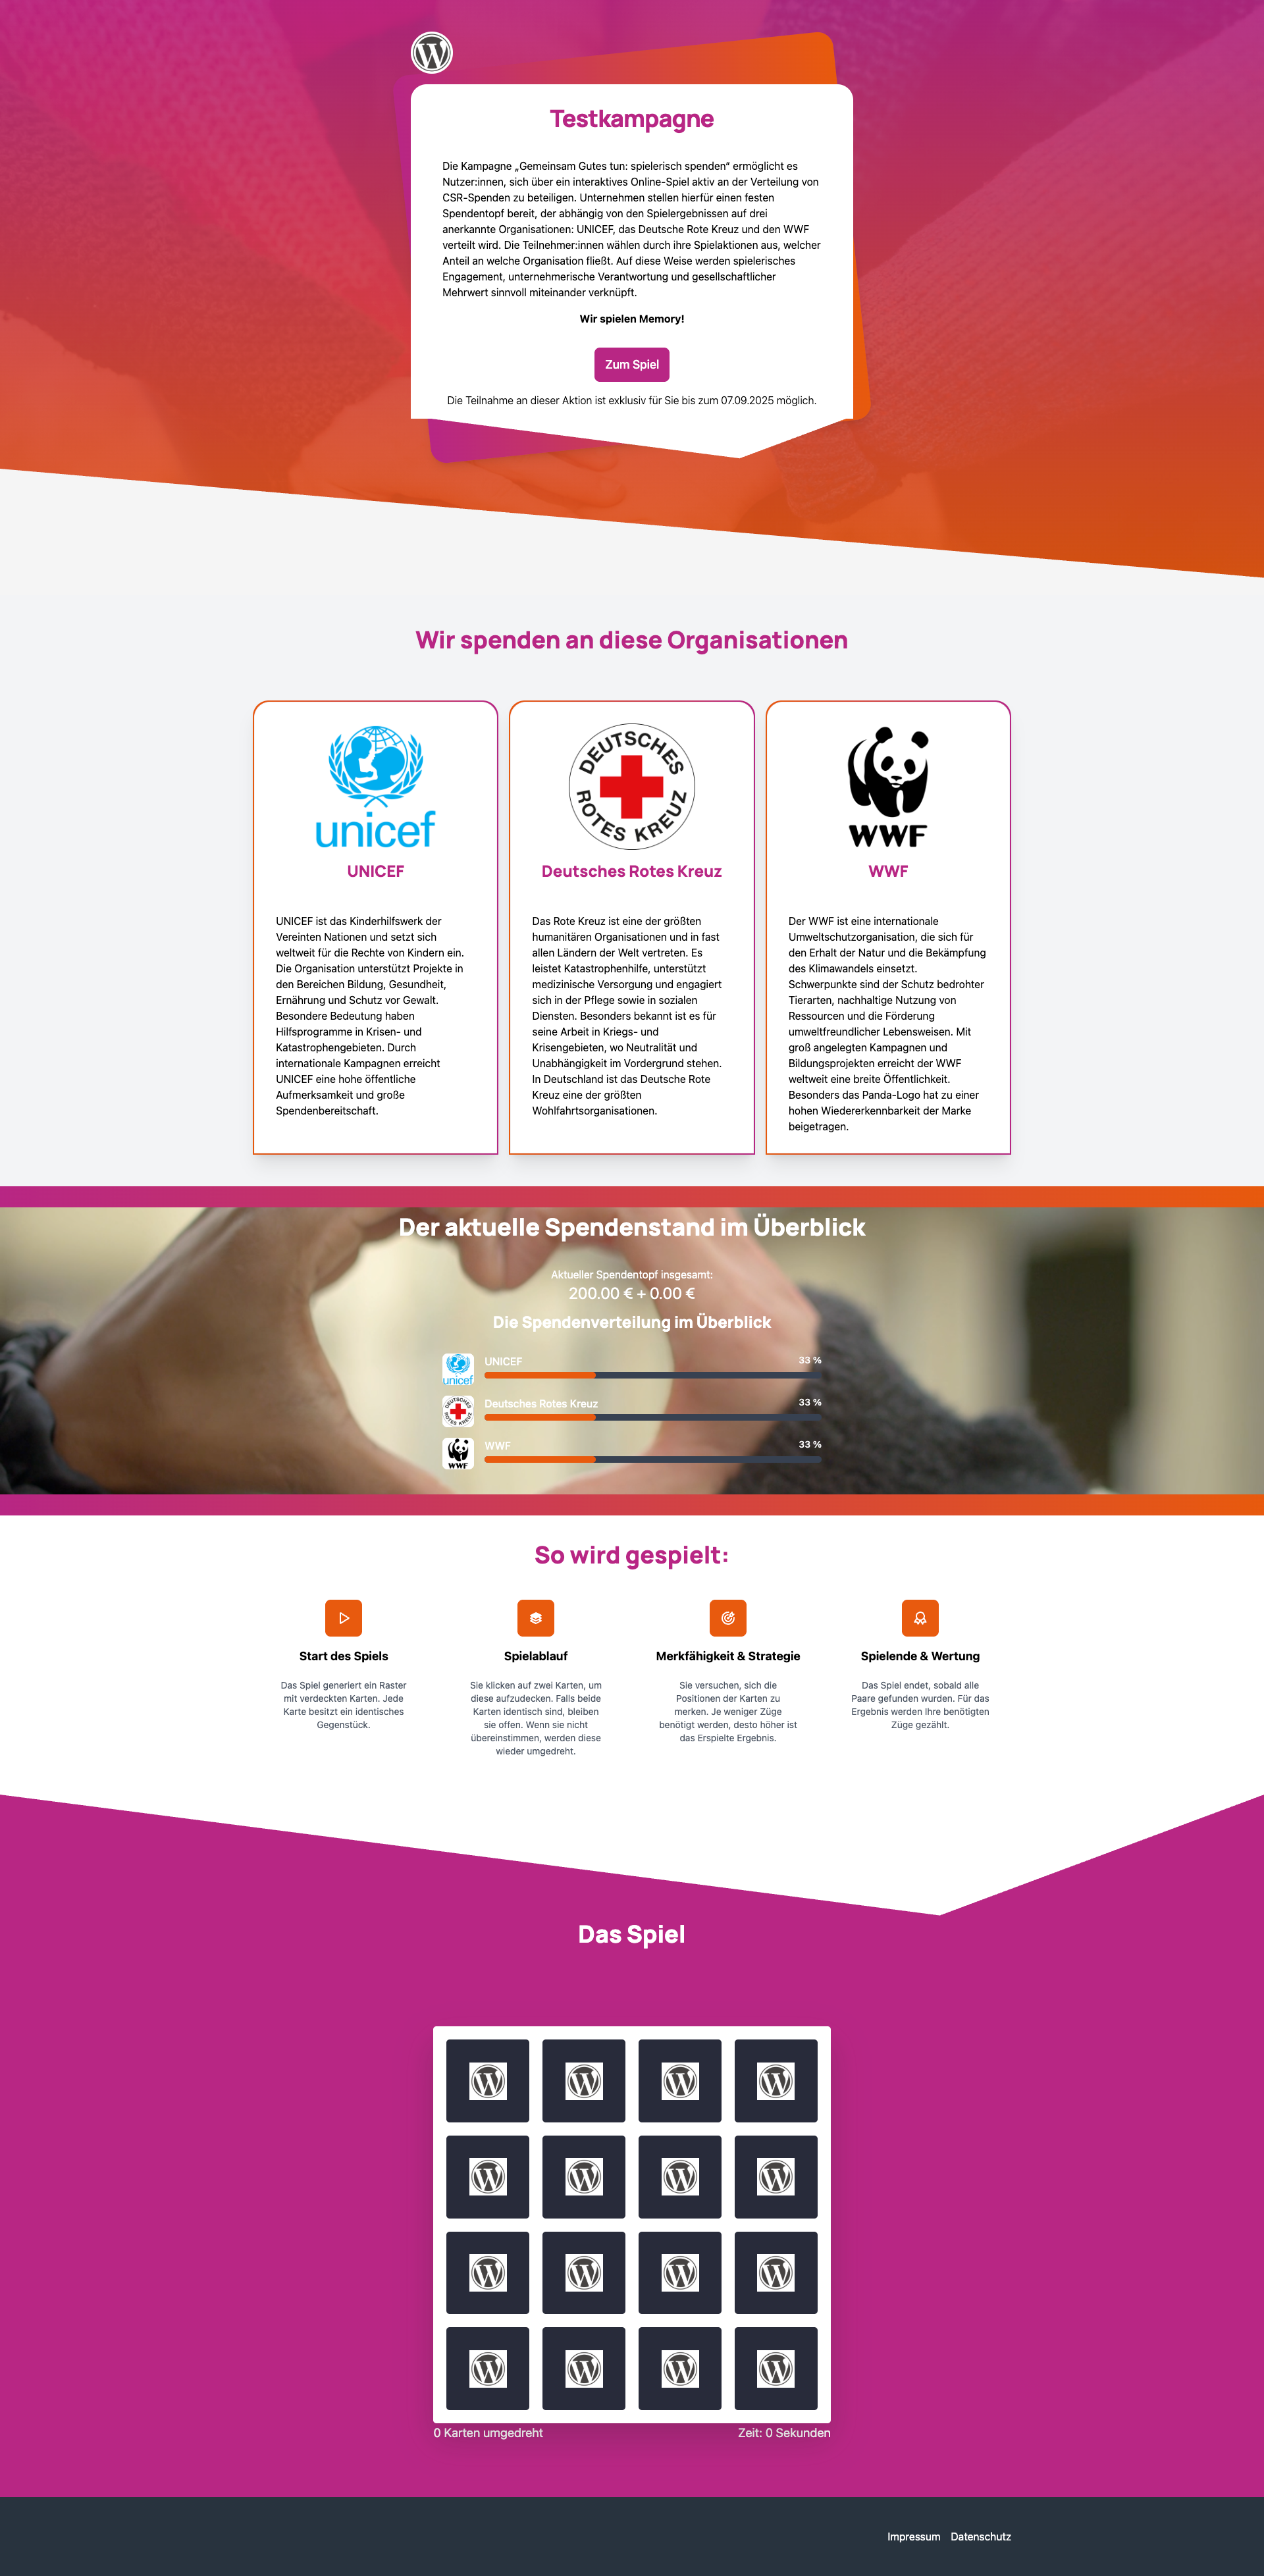 Testkampagne
Die Kampagne „Gemeinsam Gutes tun: spielerisch spenden“ ermöglicht es
Nutzer:innen, sich über ein interaktives Online-Spiel aktiv an der Verteilung von
CSR-Spenden zu beteiligen. Unternehmen stellen hierfür einen festen
Spendentopf bereit, der abhängig von den Spielergebnissen auf drei
anerkannte Organisationen: UNICEF, das Deutsche Rote Kreuz und den WWF
verteilt wird. Die Teilnehmer:innen wählen durch ihre Spielaktionen aus, welcher
Anteil an welche Organisation fließt. Auf diese Weise werden spielerisches
Engagement, unternehmerische Verantwortung und gesellschaftlicher
Mehrwert sinnvoll miteinander verknüpft.
Wir spielen Memory!
Zum Spiel
Die Teilnahme an dieser Aktion ist exklusiv für Sie bis zum 07.09.2025 möglich.
Wir spenden an diese Organisationen
unicef
UNICEF
UNICEF ist das Kinderhilfswerk der
Vereinten Nationen und setzt sich
weltweit für die Rechte von Kindern ein.
Die Organisation unterstützt Projekte in
den Bereichen Bildung, Gesundheit,
Ernährung und Schutz vor Gewalt.
Besondere Bedeutung haben
Hilfsprogramme in Krisen- und
Katastrophengebieten. Durch
internationale Kampagnen erreicht
UNICEF eine hohe öffentliche
Aufmerksamkeit und große
Spendenbereitschaft.
DEUTSCHES
ROTES KREUZ
Deutsches Rotes Kreuz
Das Rote Kreuz ist eine der größten
humanitären Organisationen und in fast
allen Ländern der Welt vertreten. Es
leistet Katastrophenhilfe, unterstützt
medizinische Versorgung und engagiert
sich in der Pflege sowie in sozialen
Diensten. Besonders bekannt ist es für
seine Arbeit in Kriegs- und
Krisengebieten, wo Neutralität und
Unabhängigkeit im Vordergrund stehen.
In Deutschland ist das Deutsche Rote
Kreuz eine der größten
Wohlfahrtsorganisationen.
WWF
WWF
Der WWF ist eine internationale
Umweltschutzorganisation, die sich für
den Erhalt der Natur und die Bekämpfung
des Klimawandels einsetzt.
Schwerpunkte sind der Schutz bedrohter
Tierarten, nachhaltige Nutzung von
Ressourcen und die Förderung
umweltfreundlicher Lebensweisen. Mit
groß angelegten Kampagnen und
Bildungsprojekten erreicht der WWF
weltweit eine breite Öffentlichkeit.
Besonders das Panda-Logo hat zu einer
hohen Wiedererkennbarkeit der Marke
beigetragen.
Der aktuelle Spendenstand im Überblick
Aktueller Spendentopf insgesamt:
200.00 € + 0.00 €
Die Spendenverteilung im Überblick
unicef
UNICEF 33 %
DEUTSCHES ROTES KREUZ
Deutsches Rotes Kreuz 33 %
WWF
WWF 33 %
So wird gespielt:
Start des Spiels
Das Spiel generiert ein Raster
mit verdeckten Karten. Jede
Karte besitzt ein identisches
Gegenstück.
Spielablauf
Sie klicken auf zwei Karten, um
diese aufzudecken. Falls beide
Karten identisch sind, bleiben
sie offen. Wenn sie nicht
übereinstimmen, werden diese
wieder umgedreht.
Merkfähigkeit & Strategie
Sie versuchen, sich die
Positionen der Karten zu
merken. Je weniger Züge
benötigt werden, desto höher ist
das Erspielte Ergebnis.
Spielende & Wertung
Das Spiel endet, sobald alle
Paare gefunden wurden. Für das
Ergebnis werden Ihre benötigten
Züge gezählt.
Das Spiel
0 Karten umgedreht Zeit: 0 Sekunden
Impressum Datenschutz